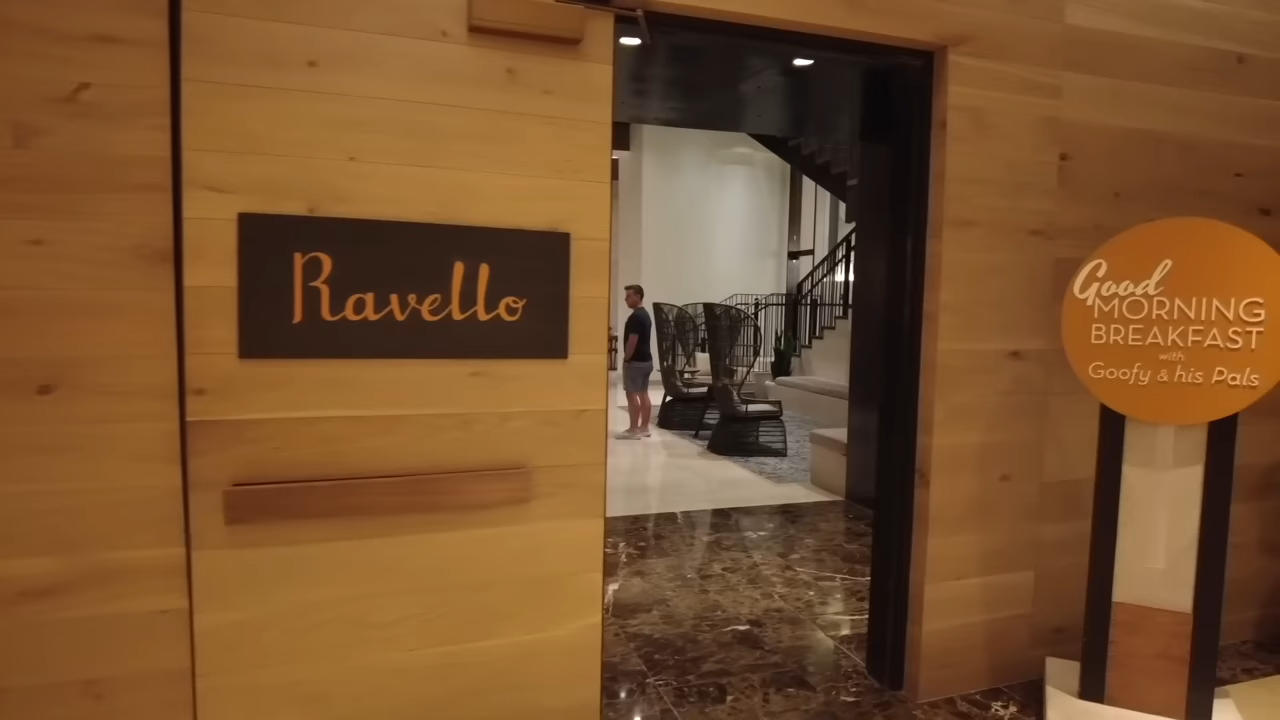 Ravello
Good
MORNING
BREAKFAST
with
Goofy & his Pals